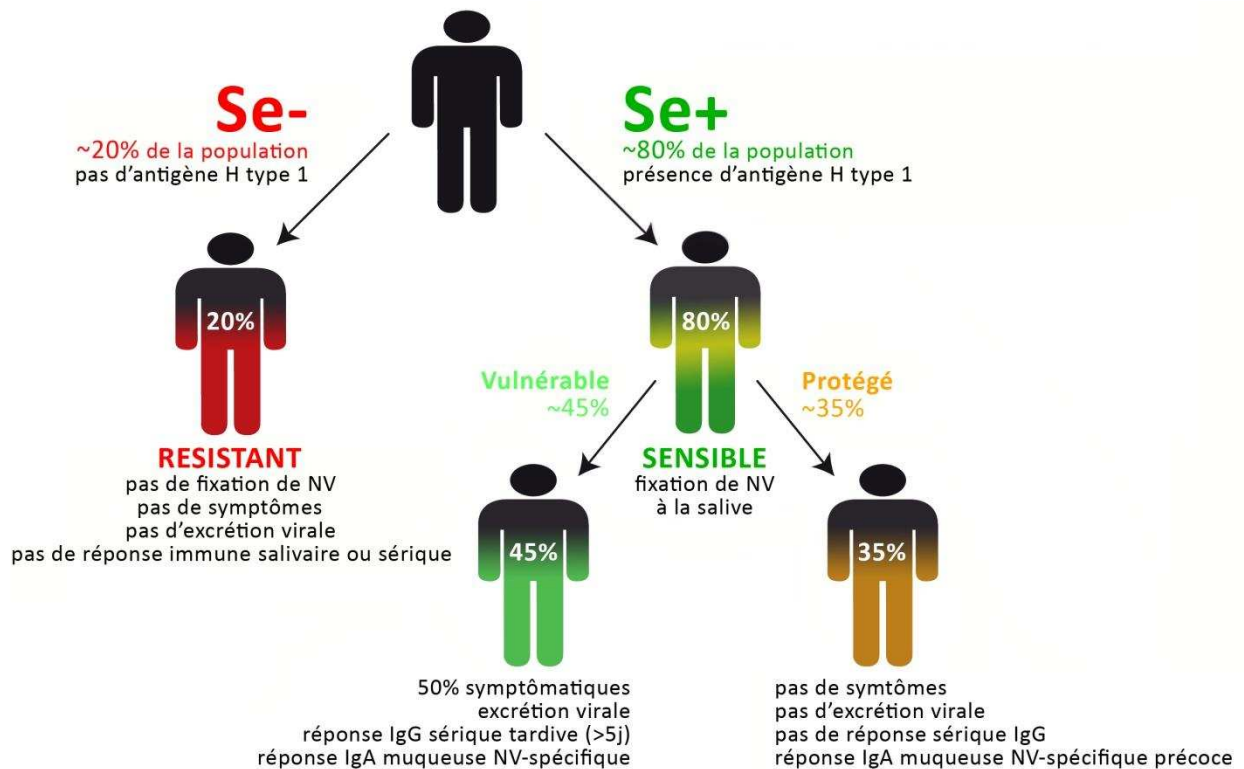 Se-
~20% de la population
pas d'antigène H type 1
Se+
~80% de la population
présence d'antigène H type 1
20%
80%
Vulnérable
~45%
Protégé
~35%
RESISTANT
pas de fixation de NV
pas de symptômes
pas d'excrétion virale
pas de réponse immune salivaire ou sérique
SENSIBLE
fixation de NV
à la salive
45%
35%
50% symptômatiques
excrétion virale
réponse IgG sérique tardive (>5j)
réponse IgA muqueuse NV-spécifique
pas de symtômes
pas d'excrétion virale
pas de réponse sérique IgG
réponse IgA muqueuse NV-spécifique précoce